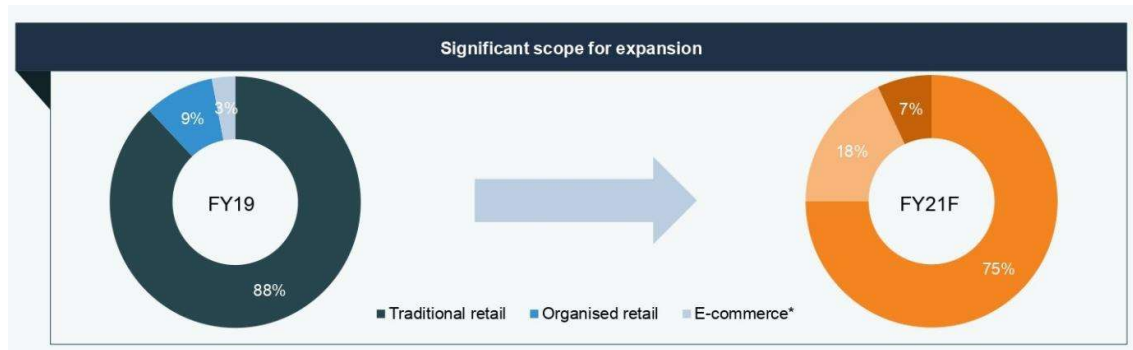 Significant scope for expansion
3%
9%
FY19
88%
7%
18%
FY21F
75%
Traditional retail
Organised retail
E-commerce*